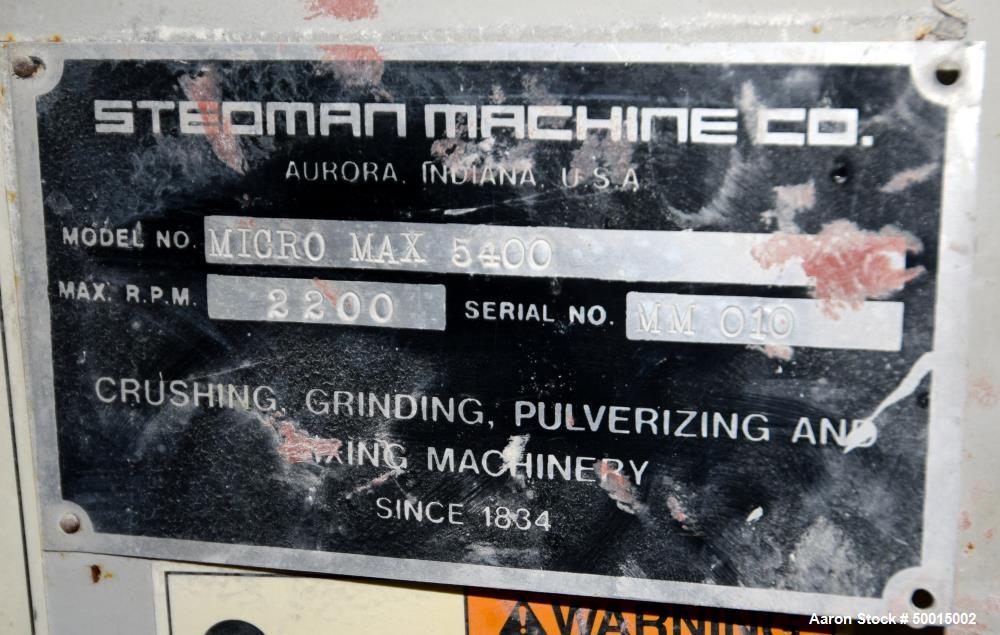 STEDMAN MACHINE CO.
AURORA, INDIANA, U.S.A
MODEL NO. MICRO MAX 5400
MAX. R.P.M. 2200 SERIAL NO. MM 010
CRUSHING, GRINDING, PULVERIZING AND
MIXING MACHINERY
SINCE 1834
WARNING
Aaron Stock # 50015002